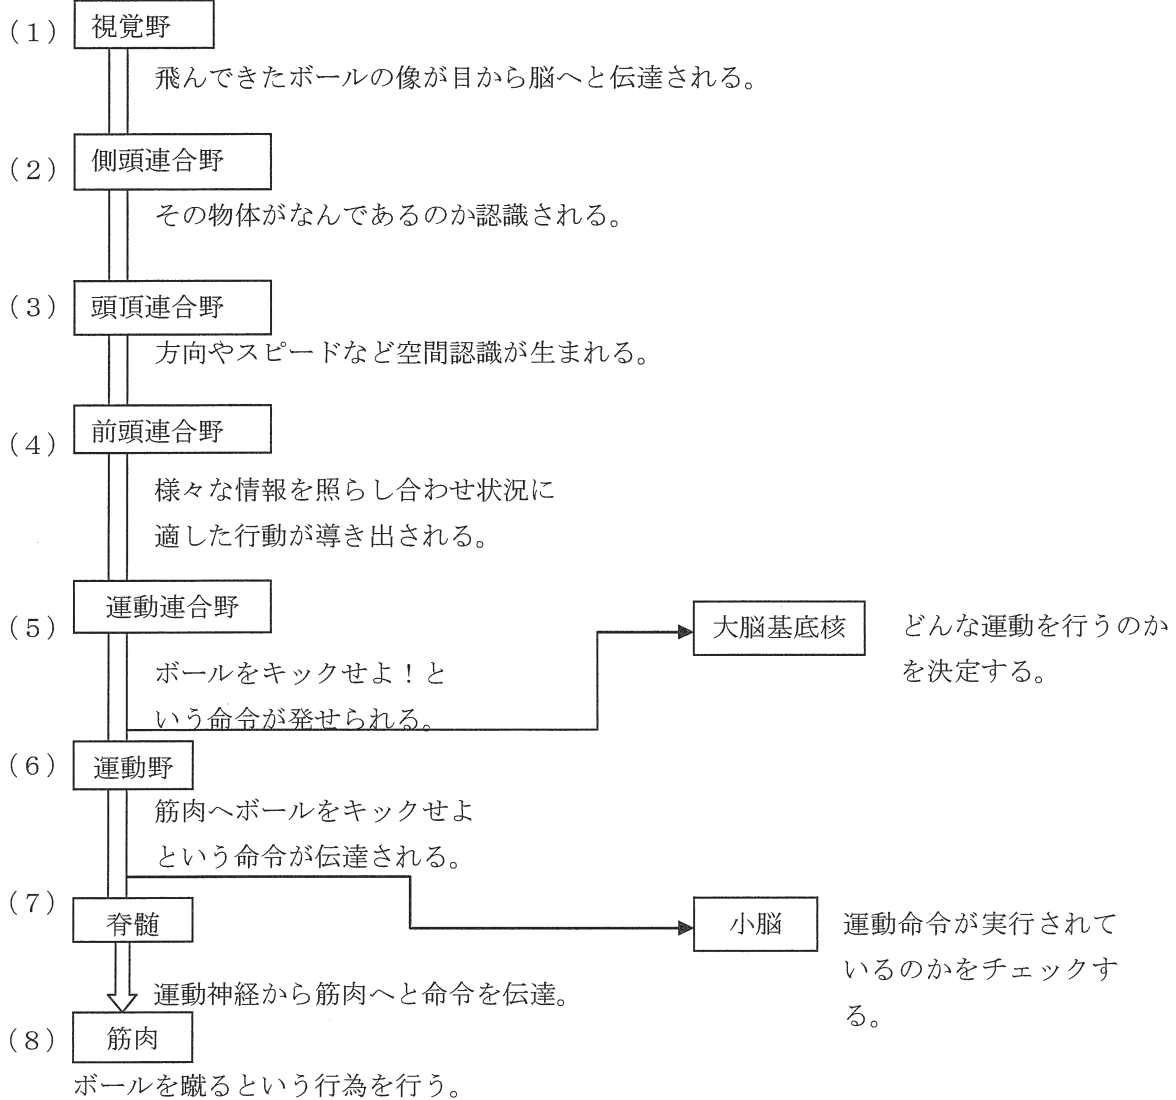 (1) 視覚野
飛んできたボールの像が目から脳へと伝達される。
(2) 側頭連合野
その物体がなんであるのか認識される。
(3) 頭頂連合野
方向やスピードなど空間認識が生まれる。
(4) 前頭連合野
様々な情報を照らし合わせ状況に
適した行動が導き出される。
(5) 運動連合野
ボールをキックせよ！と
いう命令が発せられる。
大脳基底核
どんな運動を行うのか
を決定する。
(6) 運動野
筋肉へボールをキックせよ
という命令が伝達される。
(7) 脊髄
小脳
運動命令が実行されて
いるのかをチェックす
る。
運動神経から筋肉へと命令を伝達。
(8) 筋肉
ボールを蹴るという行為を行う。